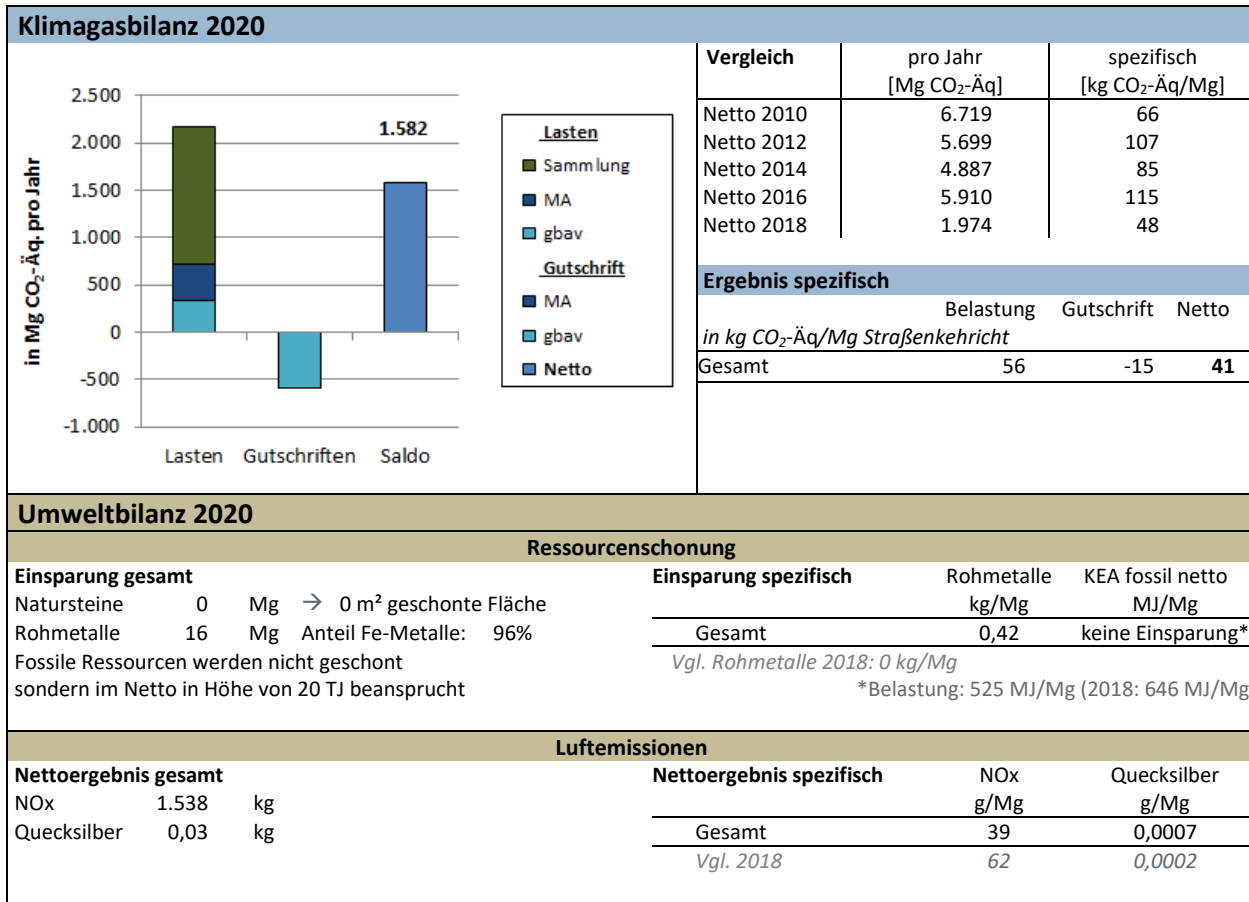 Klimagasbilanz 2020
in Mg CO₂-Äq. pro Jahr
2.500
2.000
1.500
1.000
500
0
-500
-1.000
1.582
Lasten Gutschriften Saldo
Lasten
Sammlung
MA
gbav
Gutschrift
MA
gbav
Netto
Vergleich pro Jahr spezifisch
[Mg CO₂-Äq] [kg CO₂-Äq/Mg]
Netto 2010 6.719 66
Netto 2012 5.699 107
Netto 2014 4.887 85
Netto 2016 5.910 115
Netto 2018 1.974 48
Ergebnis spezifisch
Belastung Gutschrift Netto
in kg CO₂-Äq/Mg Straßenkehricht
Gesamt 56 -15 41
Umweltbilanz 2020
Ressourcenschonung
Einsparung gesamt
Natursteine 0 Mg → 0 m² geschonte Fläche
Rohmetalle 16 Mg Anteil Fe-Metalle: 96%
Fossile Ressourcen werden nicht geschont
sondern im Netto in Höhe von 20 TJ beansprucht
Einsparung spezifisch Rohmetalle KEA fossil netto
kg/Mg MJ/Mg
Gesamt 0,42 keine Einsparung*
Vgl. Rohmetalle 2018: 0 kg/Mg
*Belastung: 525 MJ/Mg (2018: 646 MJ/Mg
Luftemissionen
Nettoergebnis gesamt
NOx 1.538 kg
Quecksilber 0,03 kg
Nettoergebnis spezifisch NOx Quecksilber
g/Mg g/Mg
Gesamt 39 0,0007
Vgl. 2018 62 0,0002